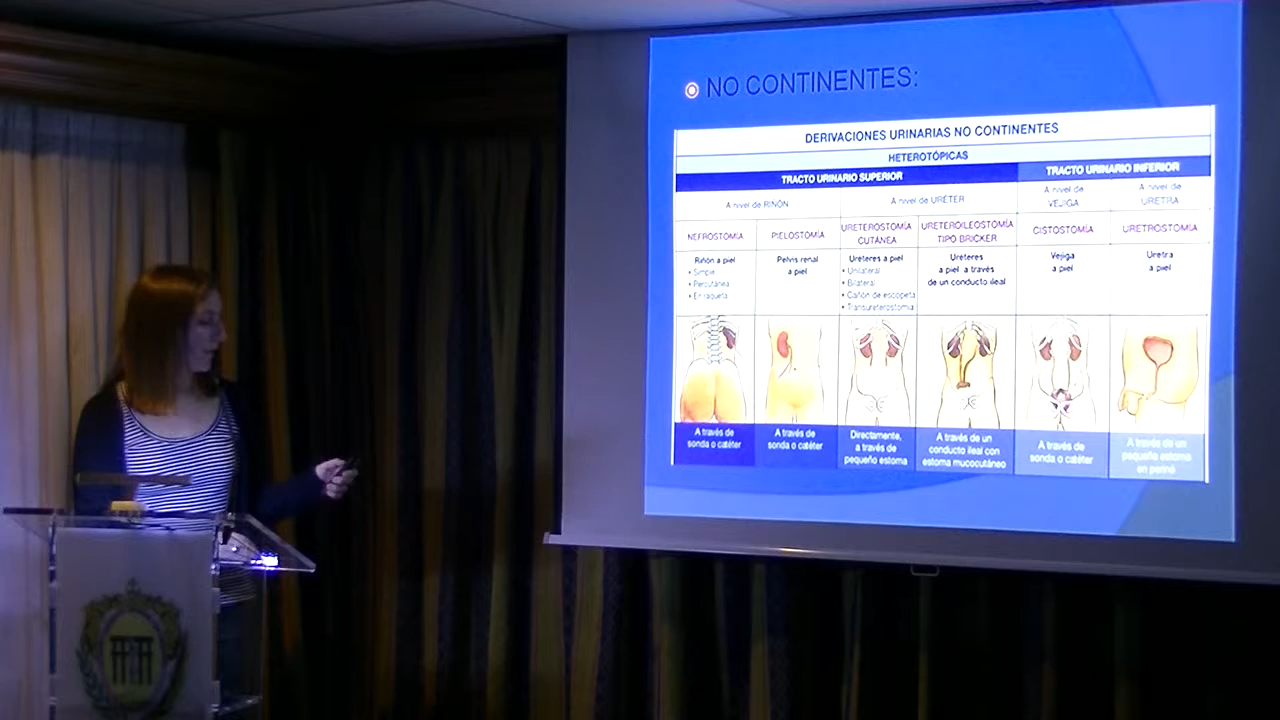 NO CONTINENTES:
DERIVACIONES URINARIAS NO CONTINENTES
HETEROTÓPICAS
TRACTO URINARIO SUPERIOR
TRACTO URINARIO INFERIOR
A nivel de RIÑÓN
A nivel de URÉTER
A nivel de
VEJIGA
A nivel de
URETRA
NEFROSTOMÍA
PIELOSTOMÍA
URETEROSTOMÍA
CUTÁNEA
URETEROILEOSTOMÍA
TIPO BRICKER
CISTOSTOMÍA
URETROSTOMÍA
Riñón a piel
• Simple
• Percutánea
• En raqueta
Pelvis renal
a piel
Uréteres a piel
• Unilateral
• Bilateral
• Cañón de escopeta
• Transureterostomía
Uréteres
a piel a través
de un conducto ileal
Vejiga
a piel
Uretra
a piel
A través de
sonda o catéter
A través de
sonda o catéter
Directamente,
a través de
pequeño estoma
A través de un
conducto ileal con
estoma mucocutáneo
A través de
sonda o catéter
A través de un
pequeño estoma
en periné